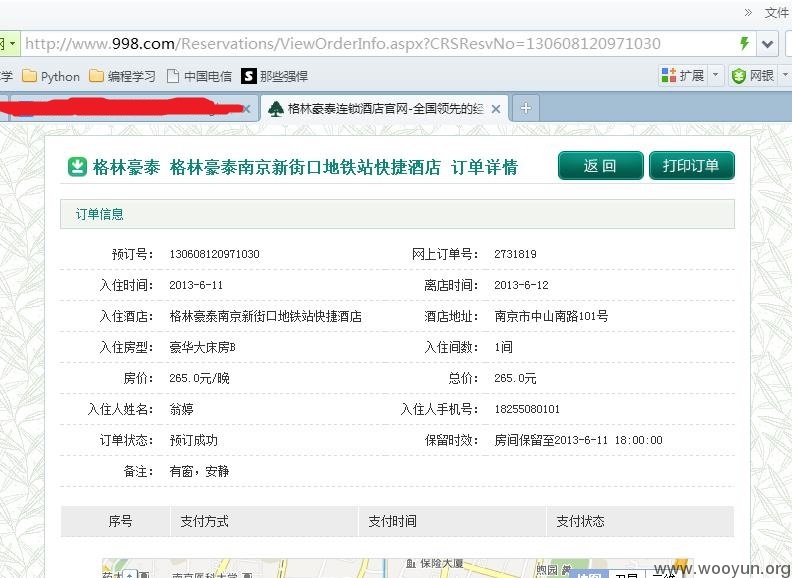 » 文件
http://www.998.com/Reservations/ViewOrderInfo.aspx?CRSResvNo=130608120971030
学 Python 编程学习 中国电信 S 那些强悍 扩展 网银
格林豪泰连锁酒店官网-全国领先的经
格林豪泰 格林豪泰南京新街口地铁站快捷酒店 订单详情 返 回 打印订单
订单信息
预订号: 130608120971030 网上订单号: 2731819
入住时间: 2013-6-11 离店时间: 2013-6-12
入住酒店: 格林豪泰南京新街口地铁站快捷酒店 酒店地址: 南京市中山南路101号
入住房型: 豪华大床房B 入住间数: 1间
房价: 265.0元/晚 总价: 265.0元
入住人姓名: 翁婷 入住人手机号: 18255080101
订单状态: 预订成功 保留时效: 房间保留至2013-6-11 18:00:00
备注: 有窗，安静
序号 支付方式 支付时间 支付状态
保险大厦
南京医科大学
www.wooyun.org